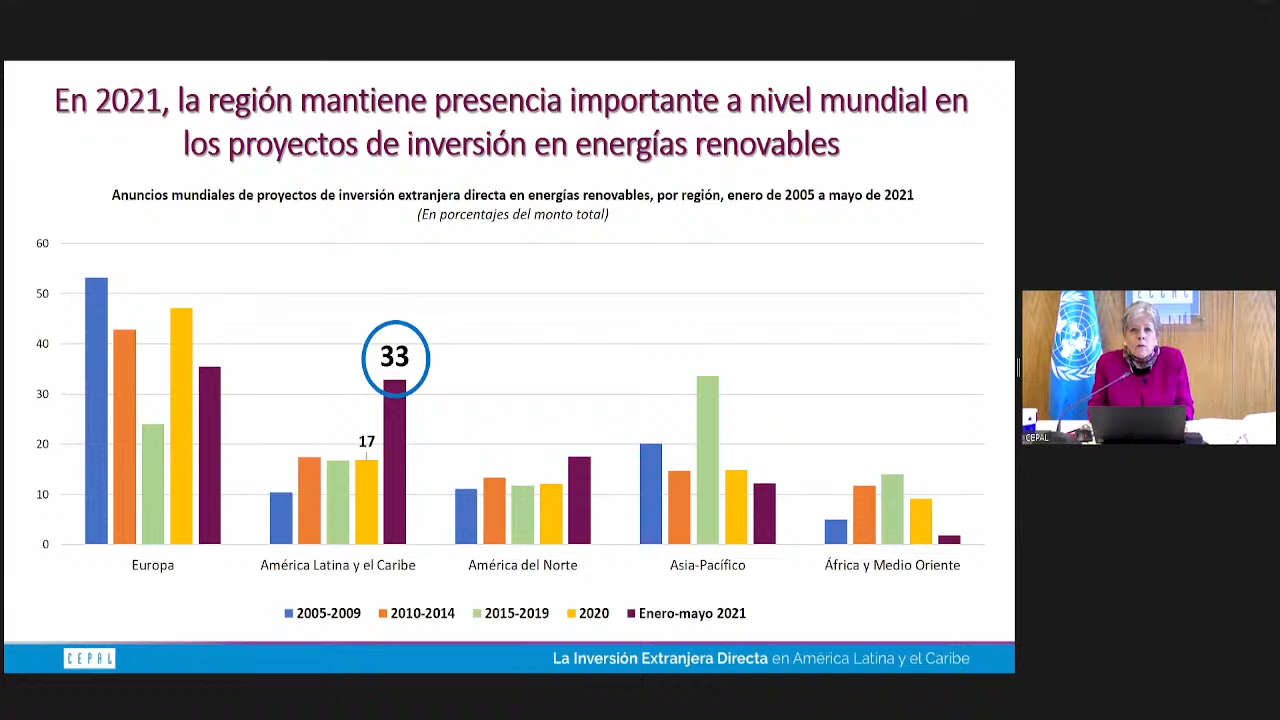 En 2021, la región mantiene presencia importante a nivel mundial en
los proyectos de inversión en energías renovables
Anuncios mundiales de proyectos de inversión extranjera directa en energías renovables, por región, enero de 2005 a mayo de 2021
(En porcentajes del monto total)
60
50
40
30
20
10
0
17
33
Europa
América Latina y el Caribe
América del Norte
Asia-Pacífico
África y Medio Oriente
2005-2009
2010-2014
2015-2019
2020
Enero-mayo 2021
CEPAL
La Inversión Extranjera Directa en América Latina y el Caribe
CEPAL